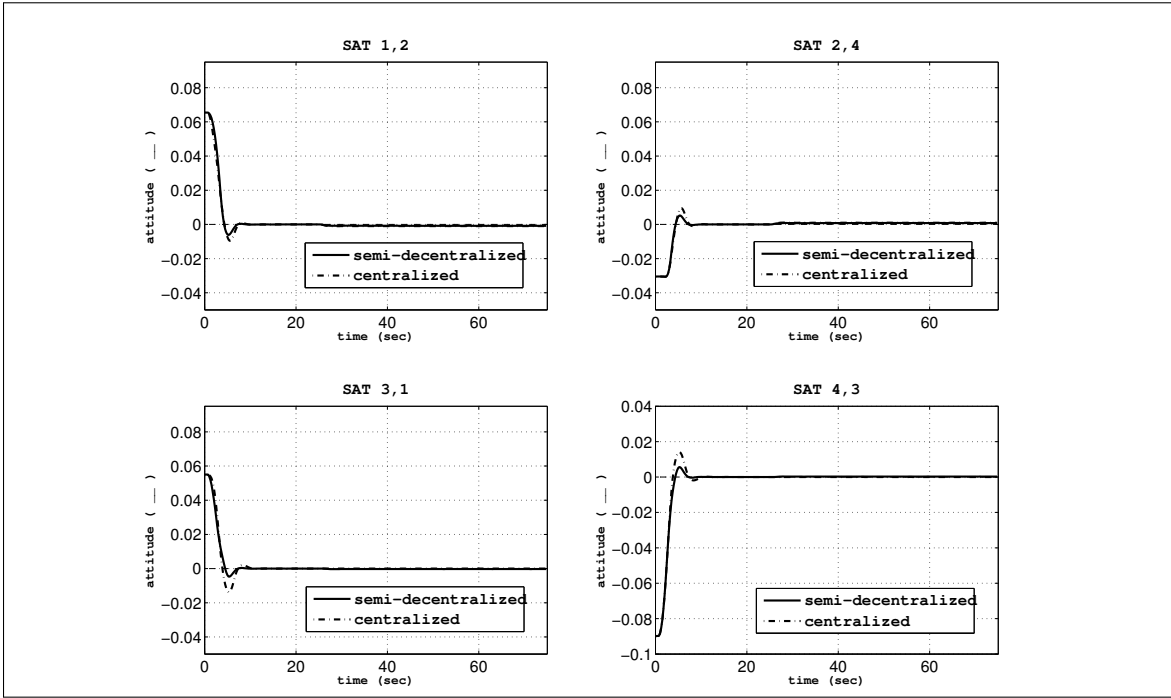 SAT 1,2
attitude ( __ )
0.08
0.06
0.04
0.02
0
−0.02
−0.04
semi-decentralized
centralized
0 20 40 60
time (sec)
SAT 2,4
attitude ( __ )
0.08
0.06
0.04
0.02
0
−0.02
−0.04
semi-decentralized
centralized
0 20 40 60
time (sec)
SAT 3,1
attitude ( __ )
0.08
0.06
0.04
0.02
0
−0.02
−0.04
semi-decentralized
centralized
0 20 40 60
time (sec)
SAT 4,3
attitude ( __ )
0.04
0.02
0
−0.02
−0.04
−0.06
−0.08
−0.1
semi-decentralized
centralized
0 20 40 60
time (sec)